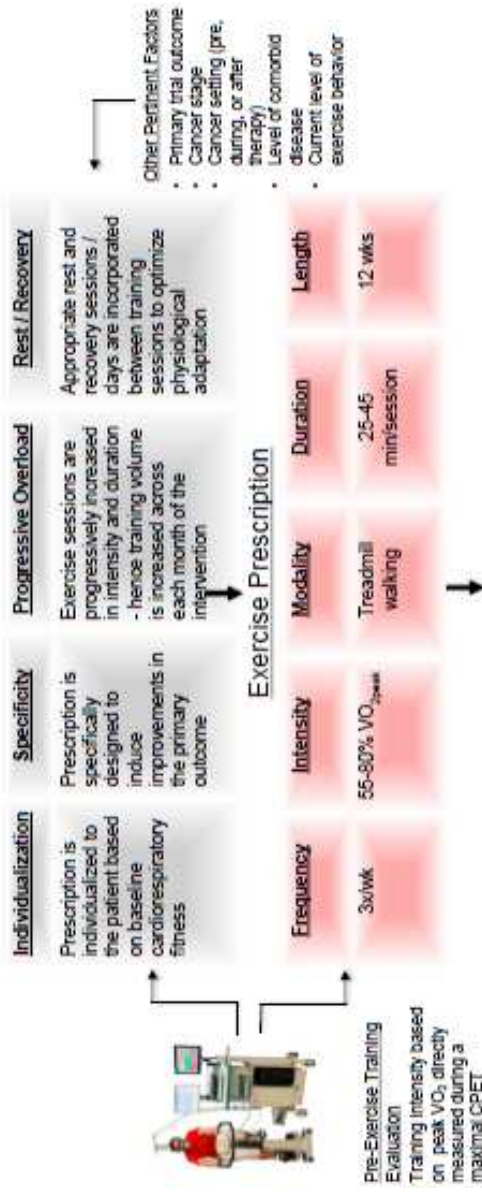 Individualization
Prescription is
individualized to
the patient based
on baseline
cardiorespiratory
fitness
Specificity
Prescription is
specifically
designed to
induce
improvements in
the primary
outcome
Progressive Overload
Exercise sessions are
progressively increased
in intensity and duration
- hence training volume
is increased across
each month of the
intervention
Rest / Recovery
Appropriate rest and
recovery sessions /
days are incorporated
between training
sessions to optimize
physiological
adaptation
Other Pertinent Factors
• Primary trial outcome
• Cancer stage
• Cancer setting (pre,
during, or after
therapy)
• Level of comorbid
disease
• Current level of
exercise behavior
Exercise Prescription
Frequency
3x/wk
Intensity
55-80% VO2peak
Modality
Treadmill
walking
Duration
25-45
min/session
Length
12 wks
Pre-Exercise Training
Evaluation
Training intensity based
on peak VO2 directly
measured during a
maximal CPET